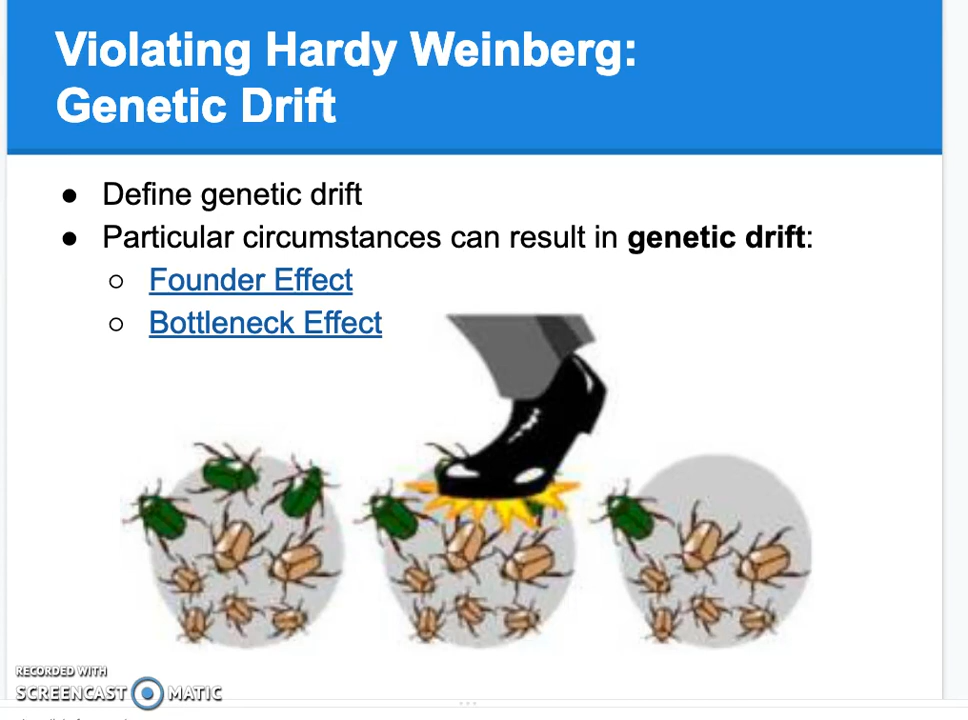 Violating Hardy Weinberg:
Genetic Drift
● Define genetic drift
● Particular circumstances can result in genetic drift:
○ Founder Effect
○ Bottleneck Effect
RECORDED WITH
SCREENCAST MATIC